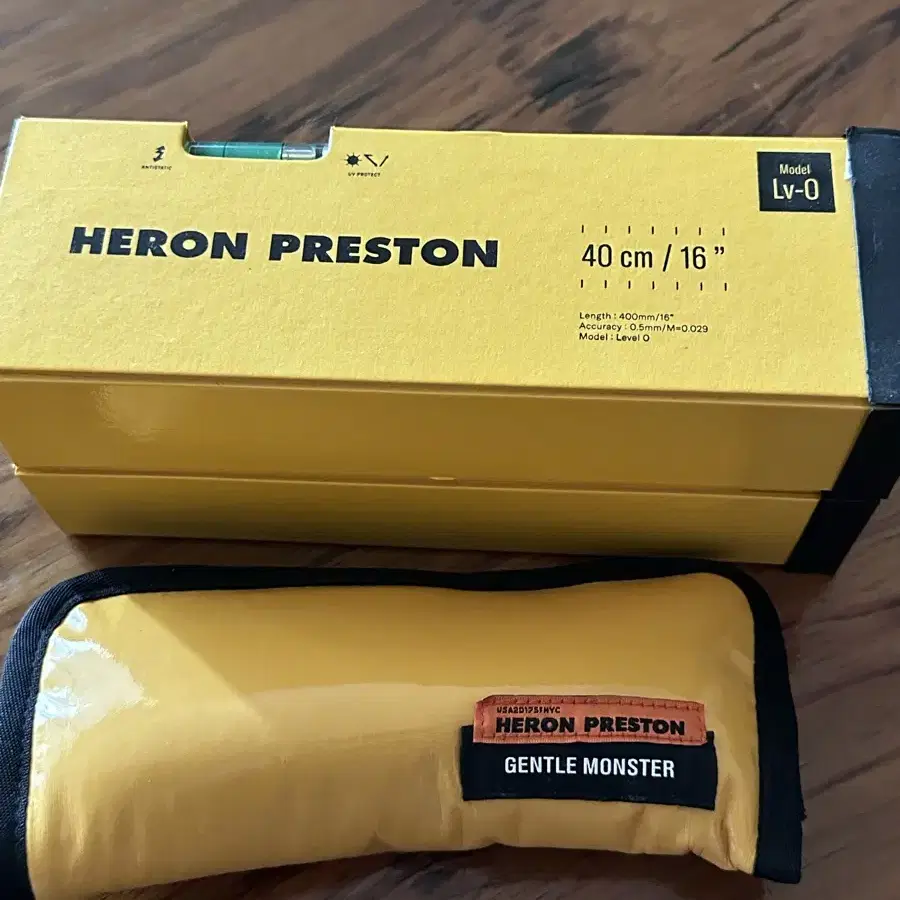 ANTISTATIC
UV PROTECT
Model
Lv-0
HERON PRESTON
40 cm / 16 ”
Length : 400mm/16"
Accuracy : 0.5mm/M=0.029
Model : Level 0
HERON PRESTON
GENTLE MONSTER